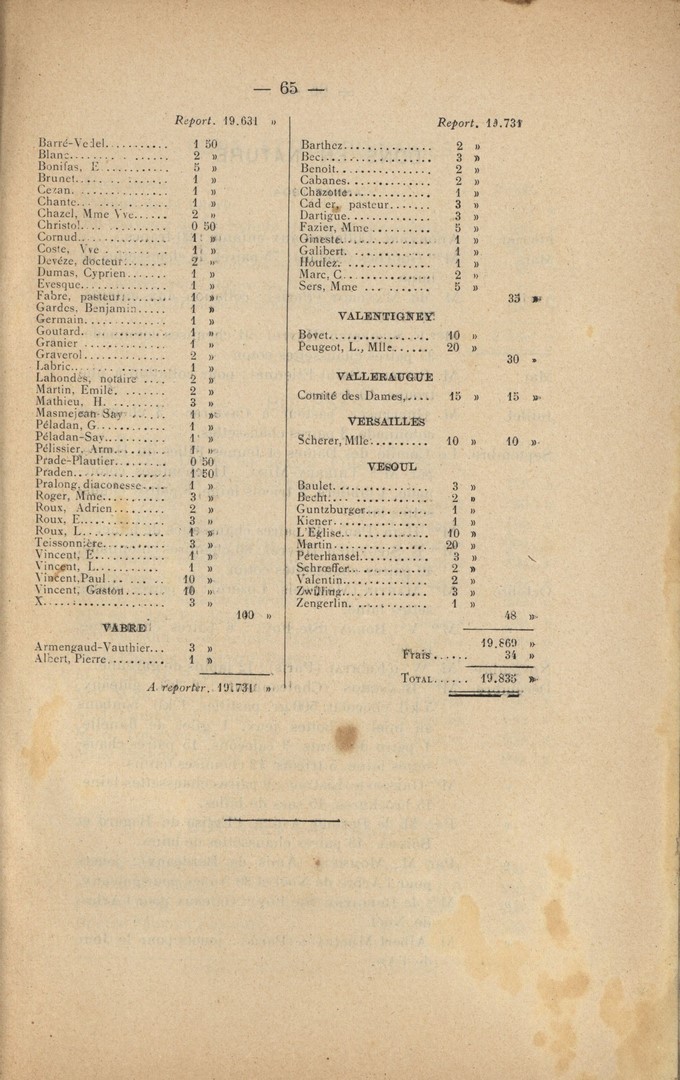 — 65 —
Report. 19.631 »
Barré-Vedel........... 1 50
Blanc................. 2 »
Bonifas, E........... 5 »
Brunet................ 1 »
Cezan................. 1 »
Chante................ 1 »
Chazel, Mme Vve...... 2 »
Christol.............. 0 50
Cornud................ 1 »
Coste, Vve........... 1 »
Devéze, docteur....... 2 »
Dumas, Cyprien....... 1 »
Evesque............... 1 »
Fabre, pasteur........ 1 »
Gardes, Benjamin..... 1 »
Germain............... 1 »
Goutard............... 1 »
Granier............... 1 »
Graverol.............. 2 »
Labric................ 1 »
Lahondès, notaire.... 2 »
Martin, Emile......... 2 »
Mathieu, H........... 3 »
Masmejean-Say........ 1 »
Péladan, G............ 1 »
Péladan-Say........... 1 »
Pélissier, Arm........ 1 »
Prade-Plautier........ 0 50
Praden................ 1 50
Pralong, diaconesse... 1 »
Roger, Mme............ 3 »
Roux, Adrien.......... 2 »
Roux, E............... 3 »
Roux, L............... 1 »
Teissonnière.......... 3 »
Vincent, E............ 1 »
Vincent, L............ 1 »
Vincent, Paul......... 10 »
Vincent, Gaston....... 10 »
X..................... 3 »
100 »
VABRE
Armengaud-Vauthier... 3 »
Albert, Pierre........ 1 »
A reporter. 19.731 »
Report. 19.731
Barthez............... 2 »
Bec................... 3 »
Benoît................ 2 »
Cabanes............... 2 »
Chazotte.............. 1 »
Cad er, pasteur....... 3 »
Dartigue.............. 3 »
Fazier, Mme........... 5 »
Gineste............... 1 »
Galibert.............. 1 »
Houlez................ 1 »
Marc, C............... 2 »
Sers, Mme............. 5 »
35 »
VALENTIGNEY
Bovet................. 10 »
Peugeot, L., Mlle...... 20 »
30 »
VALLERAUGUE
Comité des Dames,.... 15 » 15 »
VERSAILLES
Scherer, Mlle.......... 10 » 10 »
VESOUL
Baulet................ 3 »
Becht................. 2 »
Guntzburger........... 1 »
Kiener................ 1 »
L'Eglise.............. 10 »
Martin................ 20 »
Péterhansel........... 3 »
Schrœffer............. 2 »
Valentin.............. 2 »
Zwilling.............. 3 »
Zengerlin............. 1 »
48 »
19.869 »
Frais...... 34 »
TOTAL...... 19.835 »